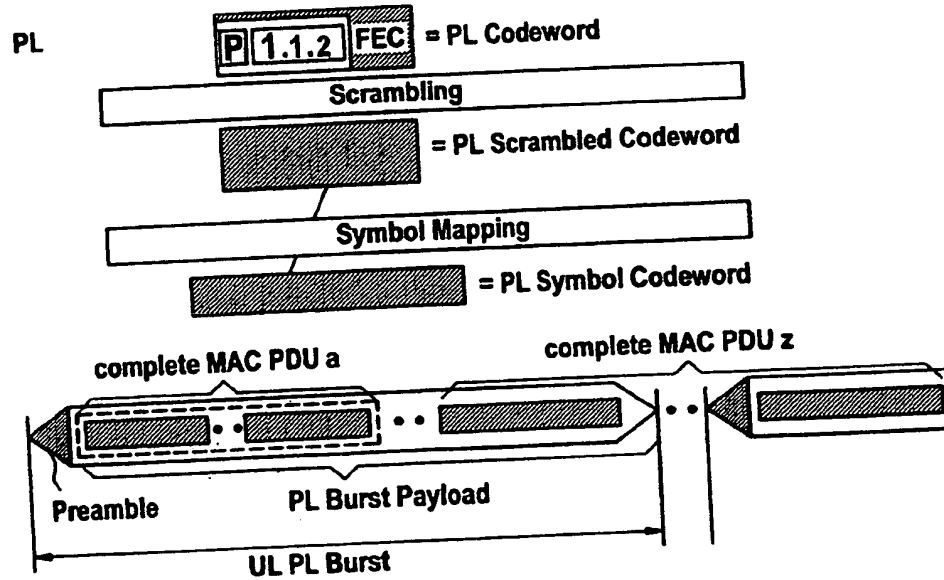 PL
P 1.1.2 FEC = PL Codeword
Scrambling
= PL Scrambled Codeword
Symbol Mapping
= PL Symbol Codeword
complete MAC PDU a
complete MAC PDU z
Preamble
PL Burst Payload
UL PL Burst